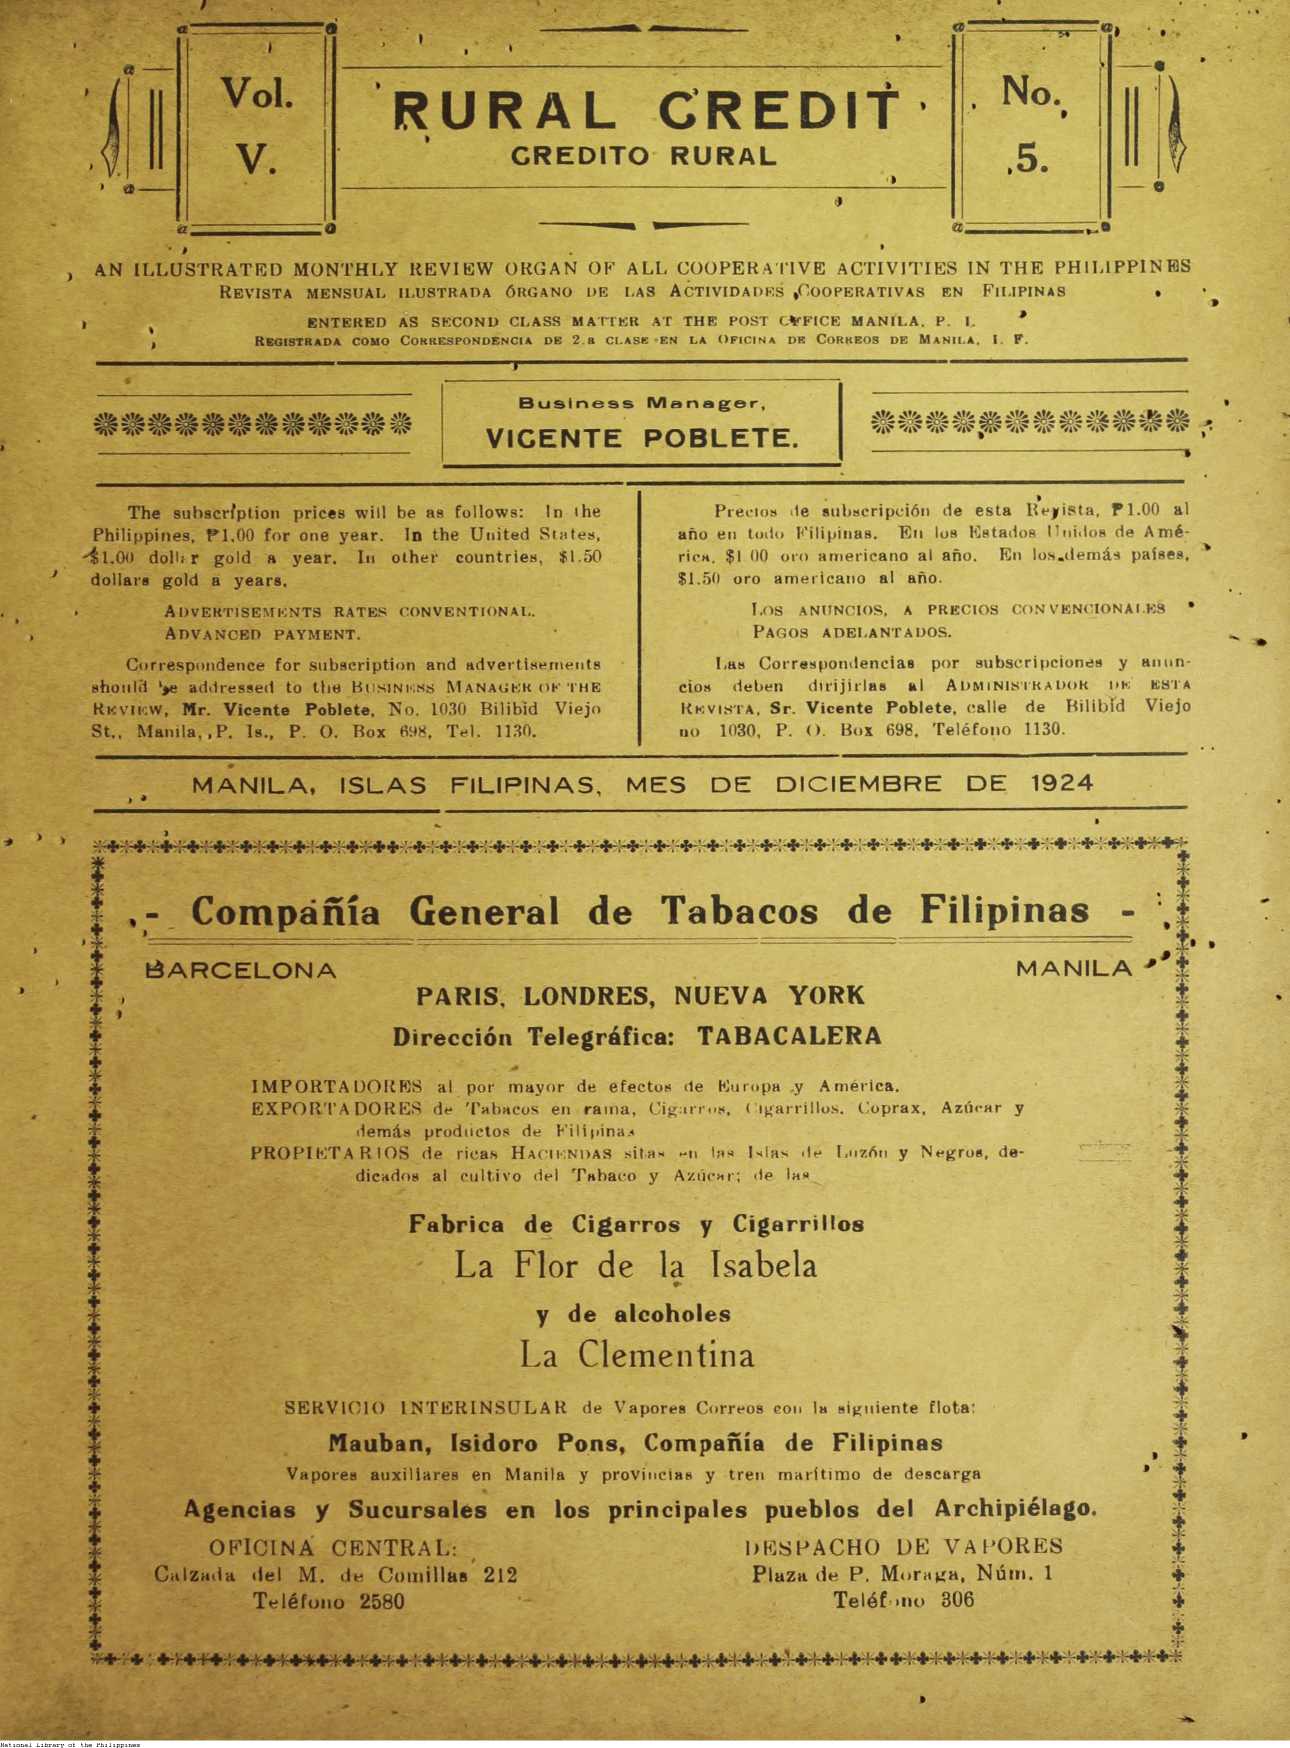 Vol.
V.
RURAL CREDIT
CREDITO RURAL
No.
5.
AN ILLUSTRATED MONTHLY REVIEW ORGAN OF ALL COOPERATIVE ACTIVITIES IN THE PHILIPPINES
REVISTA MENSUAL ILUSTRADA ÓRGANO DE LAS ACTIVIDADES COOPERATIVAS EN FILIPINAS
ENTERED AS SECOND CLASS MATTER AT THE POST OFFICE MANILA, P. I.
REGISTRADA COMO CORRESPONDENCIA DE 2.a CLASE EN LA OFICINA DE CORREOS DE MANILA, I. F.
Business Manager,
VICENTE POBLETE.
The subscription prices will be as follows: In the
Philippines, ₱1.00 for one year. In the United States,
$1.00 dollar gold a year. In other countries, $1.50
dollars gold a years.
ADVERTISEMENTS RATES CONVENTIONAL.
ADVANCED PAYMENT.
Correspondence for subscription and advertisements
should be addressed to the BUSINESS MANAGER OF THE
REVIEW, Mr. Vicente Poblete, No. 1030 Bilibid Viejo
St., Manila, P. Is., P. O. Box 698, Tel. 1130.
Precios de subscripción de esta Revista, ₱1.00 al
año en todo Filipinas. En los Estados Unidos de Amé-
rica, $1.00 oro americano al año. En los demás países,
$1.50 oro americano al año.
LOS ANUNCIOS, A PRECIOS CONVENCIONALES
PAGOS ADELANTADOS.
Las Correspondencias por subscripciones y anun-
cios deben dirijirlas al ADMINISTRADOR DE ESTA
REVISTA, Sr. Vicente Poblete, calle de Bilibid Viejo
no 1030, P. O. Box 698, Teléfono 1130.
MANILA, ISLAS FILIPINAS, MES DE DICIEMBRE DE 1924
- Compañía General de Tabacos de Filipinas -
BARCELONA MANILA
PARIS, LONDRES, NUEVA YORK
Dirección Telegráfica: TABACALERA
IMPORTADORES al por mayor de efectos de Europa y América.
EXPORTADORES de Tabacos en rama, Cigarros, Cigarrillos, Coprax, Azúcar y
demás productos de Filipinas
PROPIETARIOS de ricas HACIENDAS sitas en las Islas de Luzón y Negros, de-
dicados al cultivo del Tabaco y Azúcar; de las
Fabrica de Cigarros y Cigarrillos
La Flor de la Isabela
y de alcoholes
La Clementina
SERVICIO INTERINSULAR de Vapores Correos con la siguiente flota:
Mauban, Isidoro Pons, Compañía de Filipinas
Vapores auxiliares en Manila y provincias y tren marítimo de descarga
Agencias y Sucursales en los principales pueblos del Archipiélago.
OFICINA CENTRAL:
Calzada del M. de Comillas 212
Teléfono 2580
DESPACHO DE VAPORES
Plaza de P. Moraga, Núm. 1
Teléfono 306
National Library of the Philippines